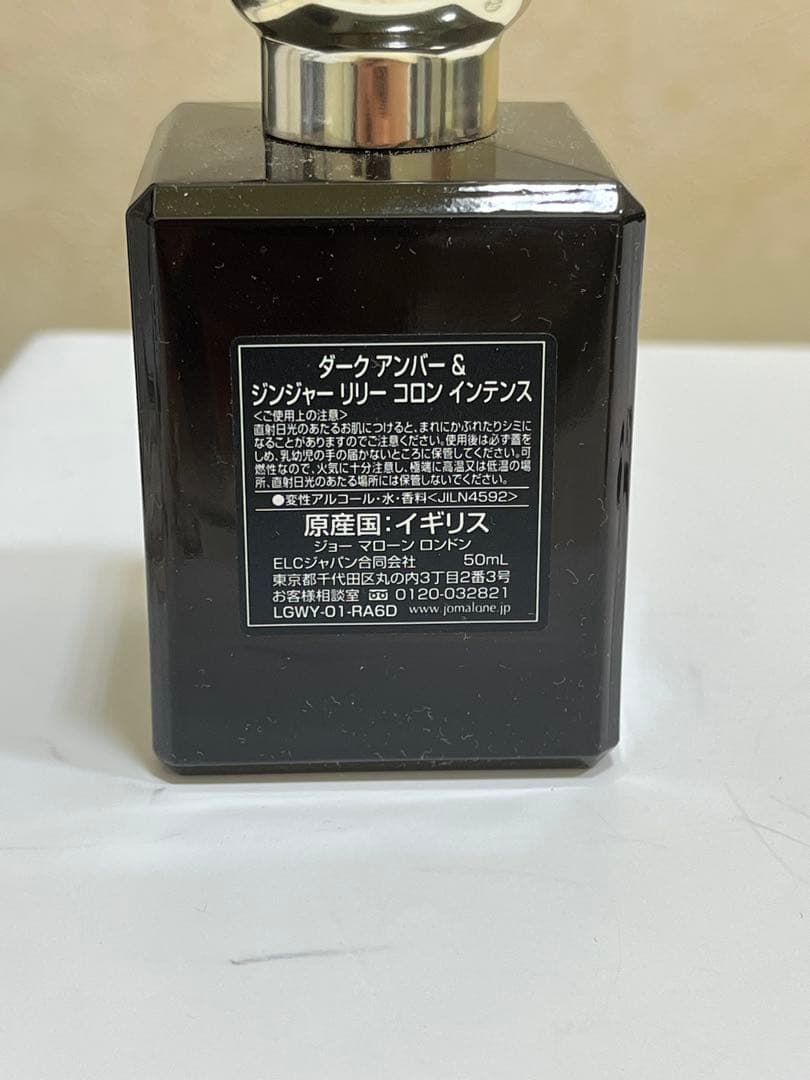 ダーク アンバー &
ジンジャー リリー コロン インテンス
<ご使用上の注意>
直射日光のあたるお肌につけると、まれにかぶれたりシミに
なることがありますのでご注意ください。使用後は必ず蓋を
しめ、乳幼児の手の届かないところに保管してください。可
燃性なので、火気に十分注意し、極端に高温又は低温の場
所、直射日光のあたる場所には保管しないでください。
●変性アルコール・水・香料<JILN4592>
原産国:イギリス
ジョー マローン ロンドン
ELCジャパン合同会社 50mL
東京都千代田区丸の内3丁目2番3号
お客様相談室 0120-032821
LGWY-01-RA6D www.jomalone.jp